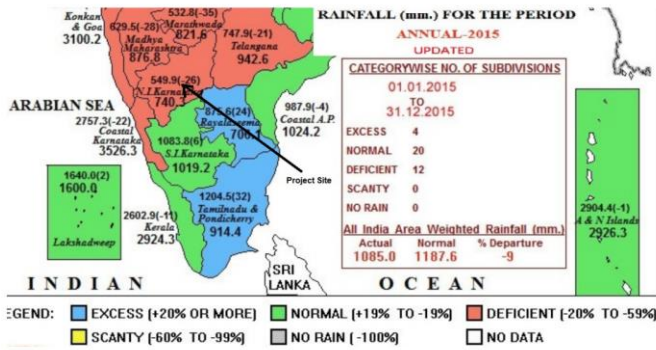 Konkan
& Goa
3100.2
629.5(-28)
Madhya
Maharashtra
876.8
532.8(-35)
Marathwada
821.6
747.9(-21)
Telangana
942.6
RAINFALL (mm.) FOR THE PERIOD
ANNUAL-2015
UPDATED
CATEGORYWISE NO. OF SUBDIVISIONS
01.01.2015
TO
31.12.2015
EXCESS 4
NORMAL 20
DEFICIENT 12
SCANTY 0
NO RAIN 0
All India Area Weighted Rainfall (mm.)
Actual Normal % Departure
1085.0 1187.6 -9
549.9(-26)
N.I.Karnataka
740.3
ARABIAN SEA
2757.3(-22)
Coastal
Karnataka
3526.3
875.6(24)
Rayalaseema
706.1
987.9(-4)
Coastal A.P.
1024.2
1083.8(6)
S.I.Karnataka
1019.2
Project Site
1640.0(2)
1600.0
Lakshadweep
1204.5(32)
Tamilnadu &
Pondicherry
914.4
2602.9(-11)
Kerala
2924.3
2904.4(-1)
A & N Islands
2926.3
SRI
LANKA
INDIAN OCEAN
EGEND: EXCESS (+20% OR MORE) NORMAL (+19% TO -19%) DEFICIENT (-20% TO -59%)
SCANTY (-60% TO -99%) NO RAIN (-100%) NO DATA